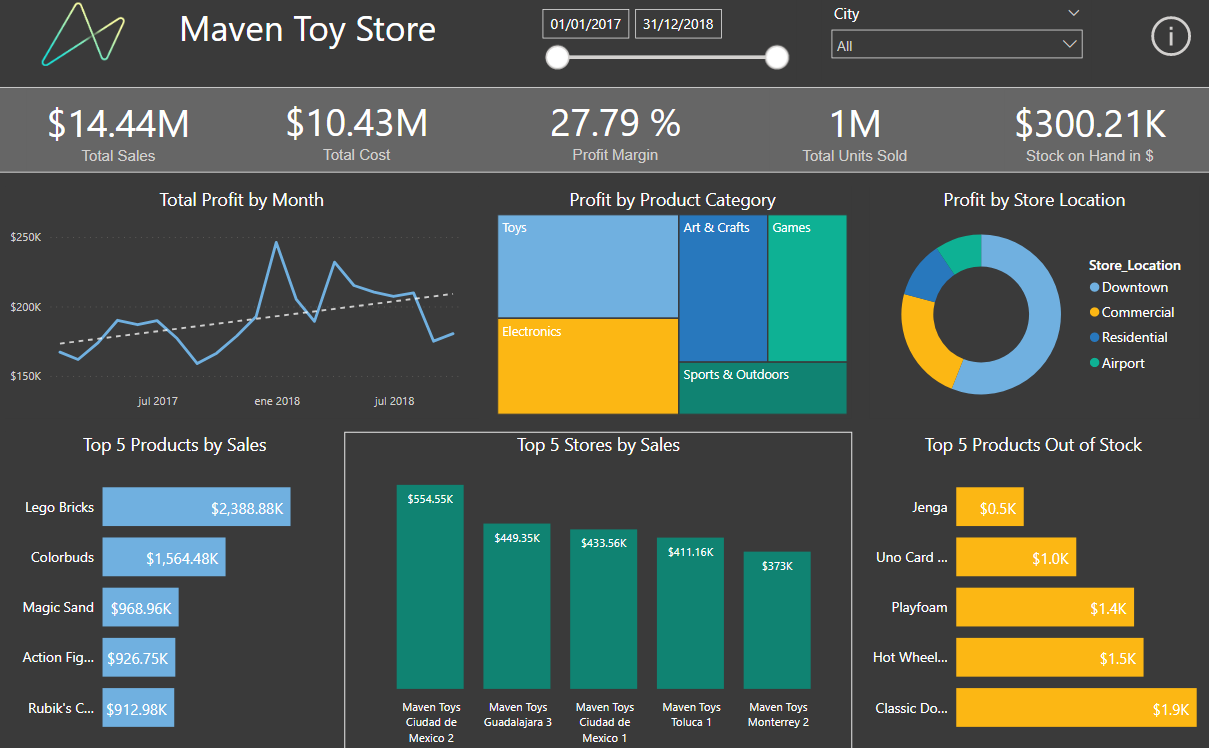 Maven Toy Store
01/01/2017
31/12/2018
City
All
i
$14.44M
Total Sales
$10.43M
Total Cost
27.79 %
Profit Margin
1M
Total Units Sold
$300.21K
Stock on Hand in $
Total Profit by Month
$250K
$200K
$150K
jul 2017
ene 2018
jul 2018
Profit by Product Category
Toys
Art & Crafts
Games
Electronics
Sports & Outdoors
Profit by Store Location
Store_Location
Downtown
Commercial
Residential
Airport
Top 5 Products by Sales
Lego Bricks
$2,388.88K
Colorbuds
$1,564.48K
Magic Sand
$968.96K
Action Fig...
$926.75K
Rubik's C...
$912.98K
Top 5 Stores by Sales
$554.55K
$449.35K
$433.56K
$411.16K
$373K
Maven Toys
Ciudad de
Mexico 2
Maven Toys
Guadalajara 3
Maven Toys
Ciudad de
Mexico 1
Maven Toys
Toluca 1
Maven Toys
Monterrey 2
Top 5 Products Out of Stock
Jenga
$0.5K
Uno Card ...
$1.0K
Playfoam
$1.4K
Hot Wheel...
$1.5K
Classic Do...
$1.9K